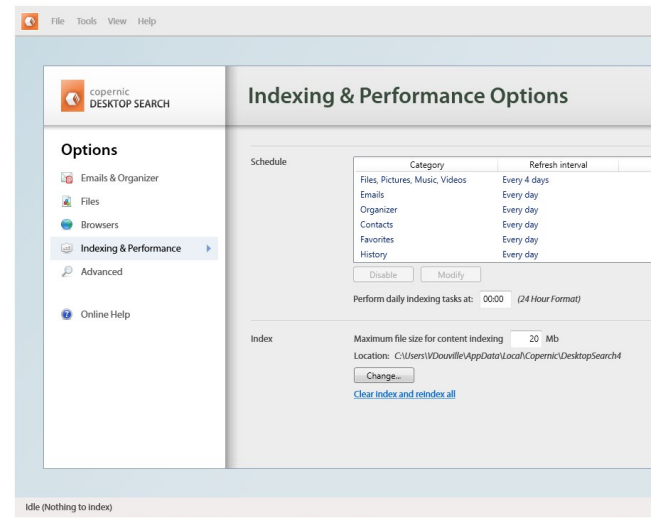 File Tools View Help
copernic
DESKTOP SEARCH
Indexing & Performance Options
Options
Emails & Organizer
Files
Browsers
Indexing & Performance
Advanced
Online Help
Schedule
Category Refresh interval
Files, Pictures, Music, Videos Every 4 days
Emails Every day
Organizer Every day
Contacts Every day
Favorites Every day
History Every day
Disable Modify
Perform daily indexing tasks at: 00:00 (24 Hour Format)
Index
Maximum file size for content indexing 20 Mb
Location: C:\Users\VDouville\AppData\Local\Copernic\DesktopSearch4
Change...
Clear index and reindex all
Idle (Nothing to index)